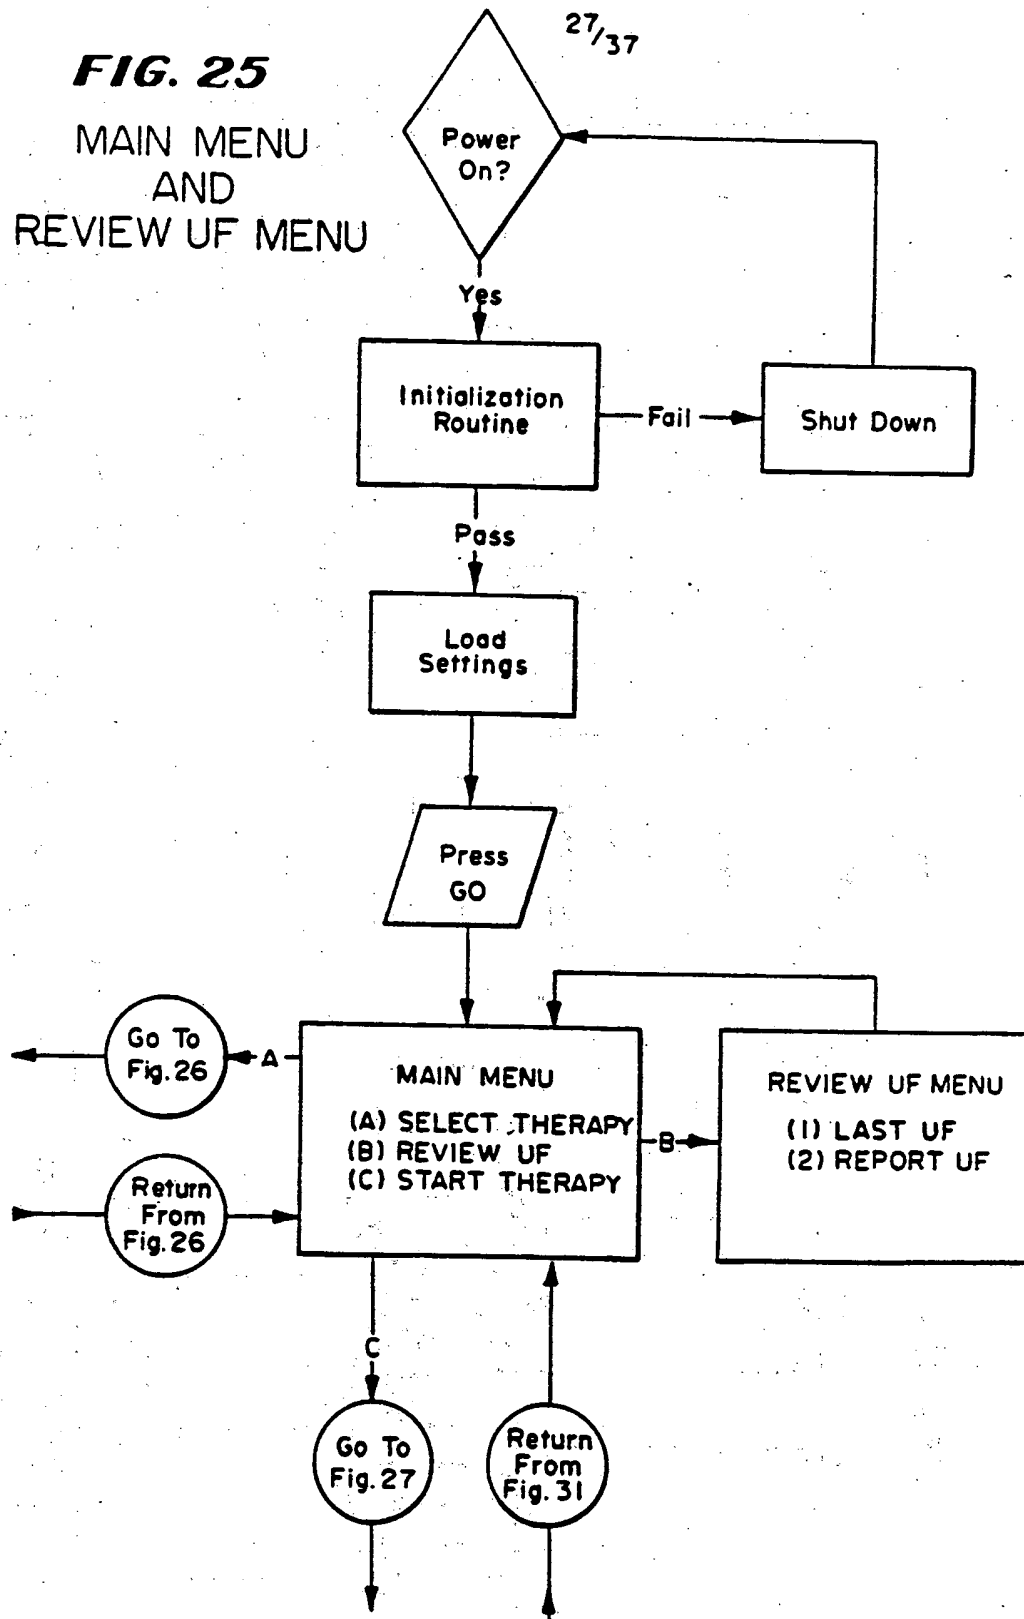 27/37
FIG. 25
MAIN MENU
AND
REVIEW UF MENU
Power
On?
Yes
Initialization
Routine
Fail
Shut Down
Pass
Load
Settings
Press
GO
Go To
Fig. 26
A
MAIN MENU
(A) SELECT THERAPY
(B) REVIEW UF
(C) START THERAPY
B
REVIEW UF MENU
(1) LAST UF
(2) REPORT UF
Return
From
Fig. 26
C
Go To
Fig. 27
Return
From
Fig. 31